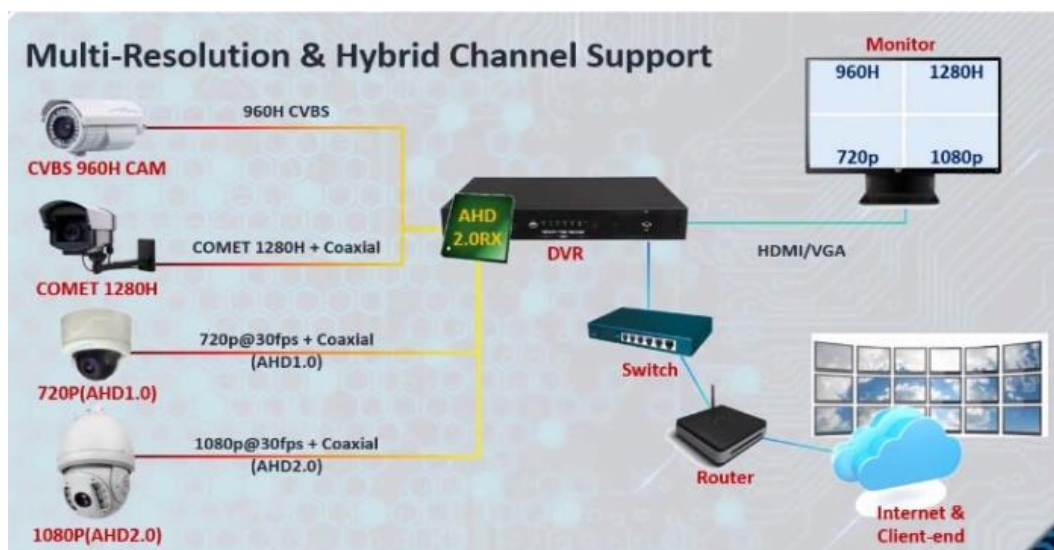 Multi-Resolution & Hybrid Channel Support
Monitor
960H 1280H
720p 1080p
960H CVBS
CVBS 960H CAM
AHD
2.0RX
DVR
HDMI/VGA
COMET 1280H + Coaxial
COMET 1280H
720p@30fps + Coaxial
(AHD1.0)
720P(AHD1.0)
Switch
1080p@30fps + Coaxial
(AHD2.0)
1080P(AHD2.0)
Router
Internet &
Client-end